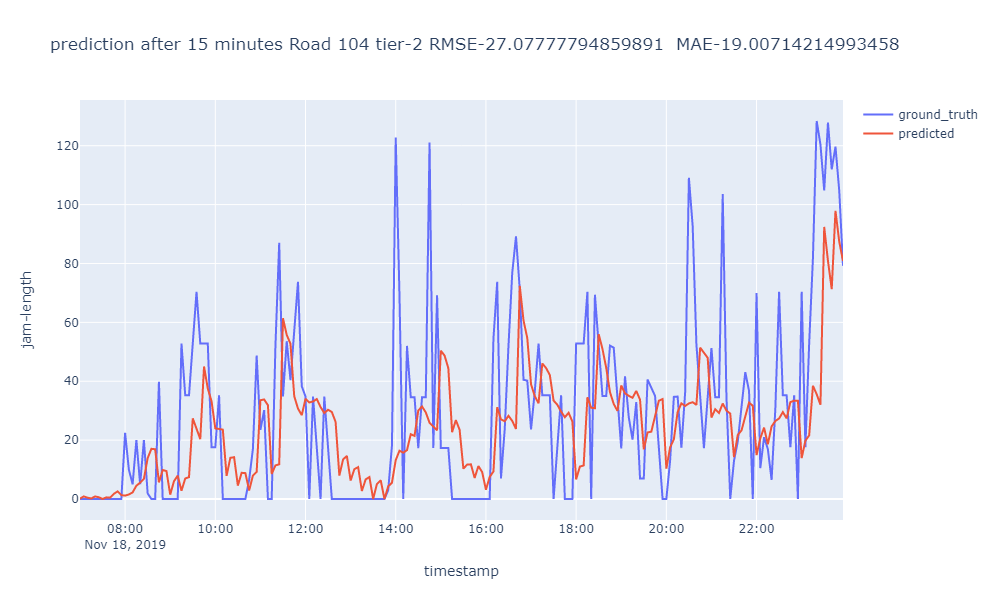 prediction after 15 minutes Road 104 tier-2 RMSE-27.07777794859891  MAE-19.00714214993458
ground_truth
predicted
120
100
80
60
40
20
0
jam-length
08:00 10:00 12:00 14:00 16:00 18:00 20:00 22:00
Nov 18, 2019
timestamp